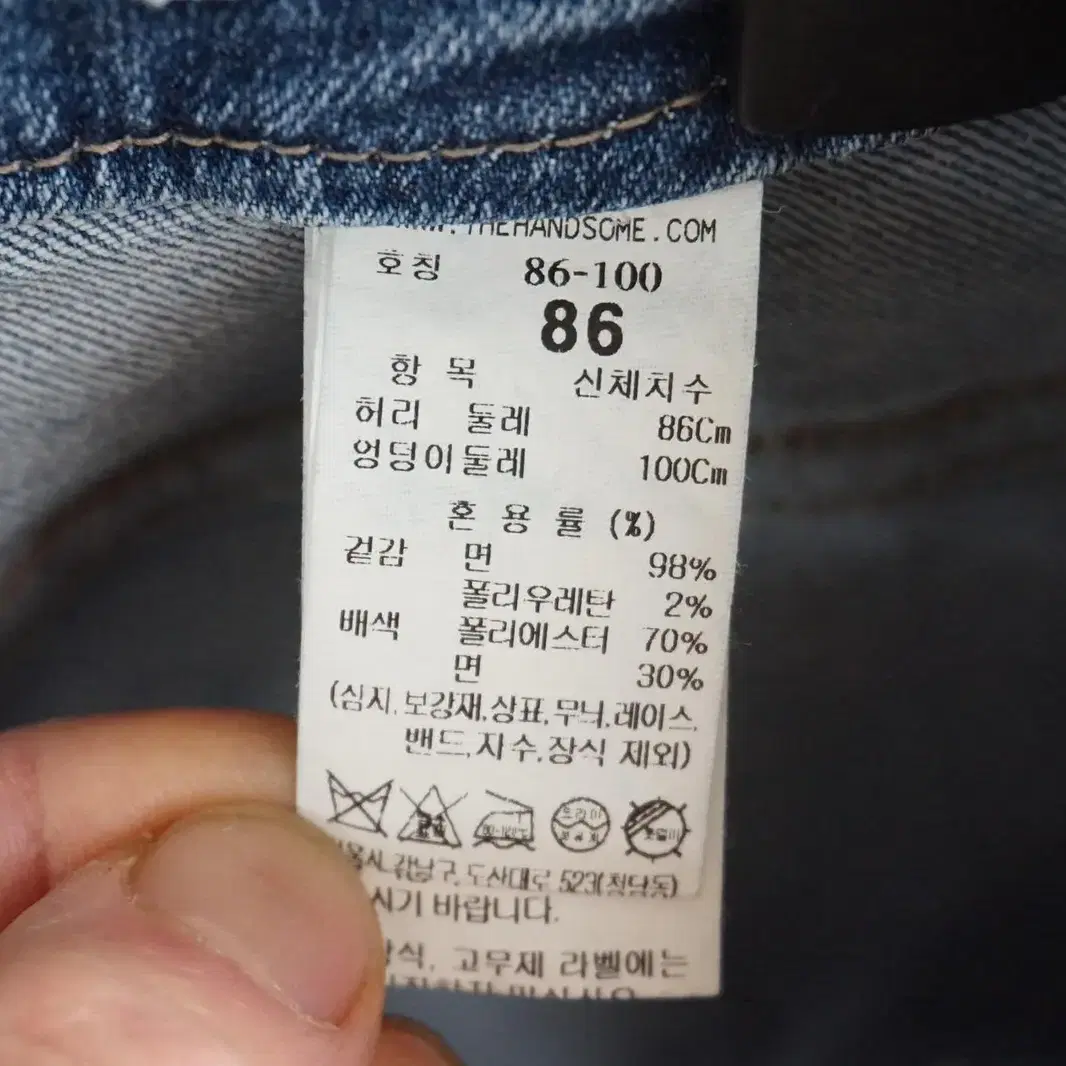 THEHANDSOME.COM
호칭 86-100
86
항 목 신체치수
허리 둘레 86Cm
엉덩이둘레 100Cm
혼 용 률 (%)
겉감 면 98%
폴리우레탄 2%
배색 폴리에스터 70%
면 30%
(심지,보강재,상표,무늬,레이스,
밴드,자수,장식 제외)
드라이
강남구, 도산대로 523(청담동)
시기 바랍니다.
고무제 라벨에는